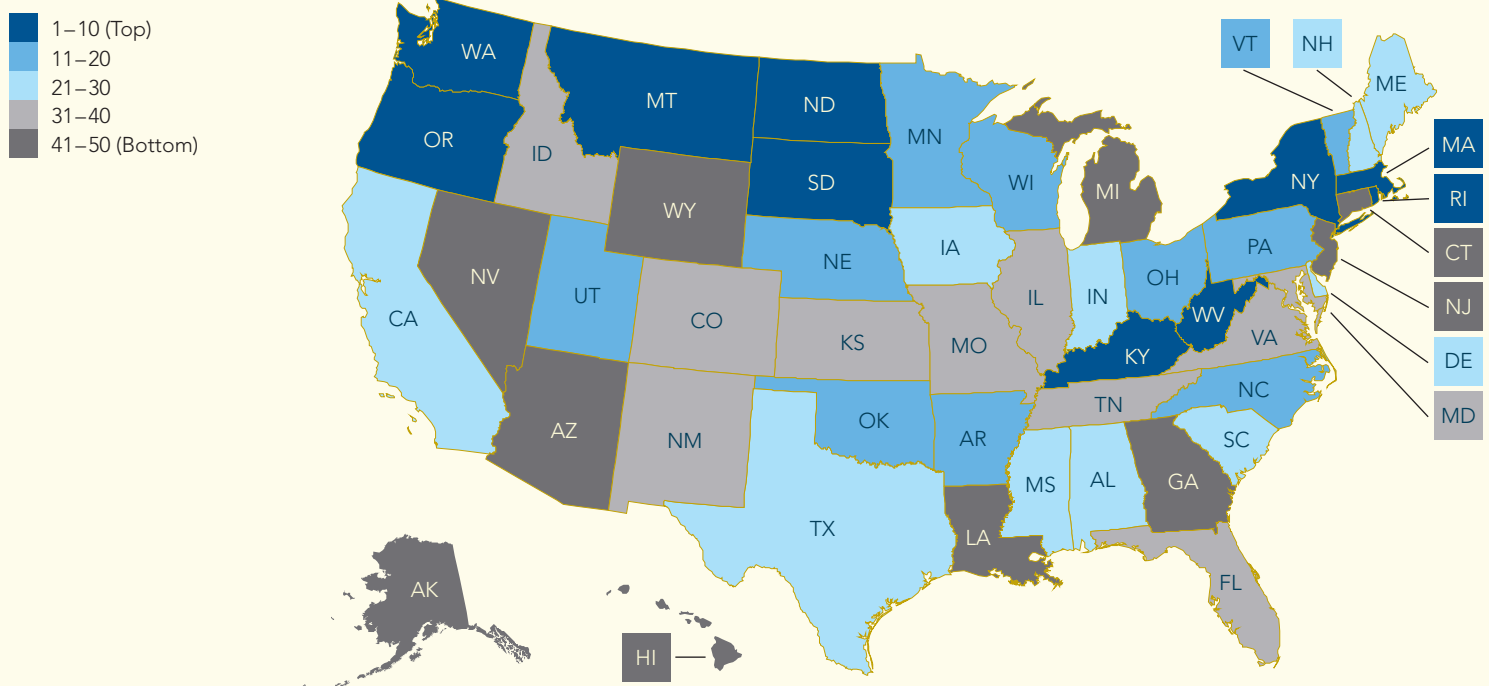 1–10 (Top)
11–20
21–30
31–40
41–50 (Bottom)
VT
NH
WA
MT
ND
ME
OR
ID
MN
SD
WI
MI
NY
MA
RI
WY
CT
NV
UT
NE
IA
IL
IN
OH
PA
NJ
CA
CO
KS
MO
WV
KY
VA
DE
AZ
NM
OK
AR
TN
NC
MD
SC
MS
AL
GA
TX
LA
FL
AK
HI